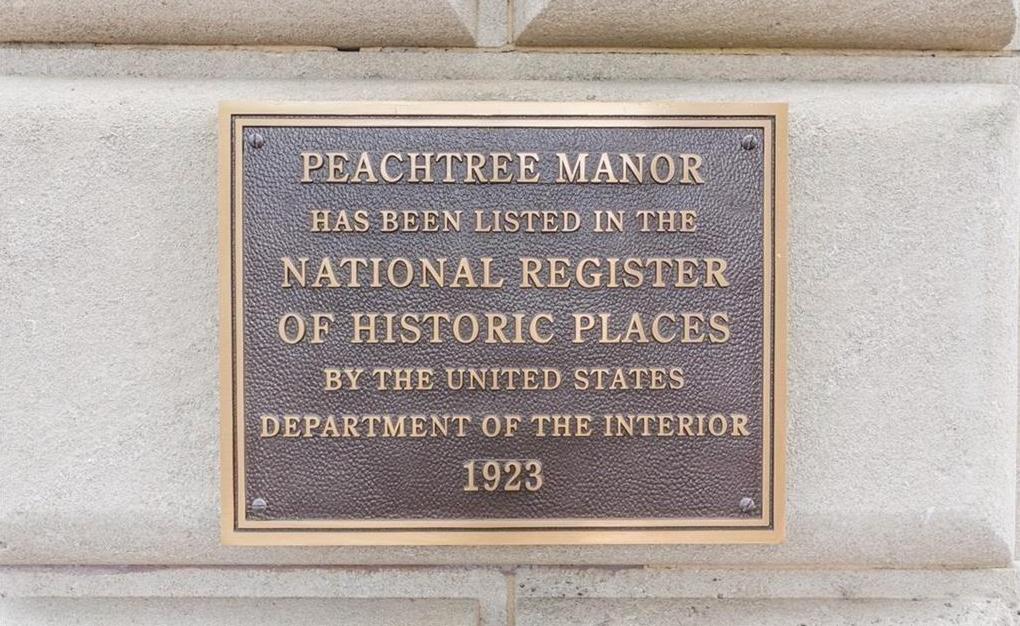 PEACHTREE MANOR
HAS BEEN LISTED IN THE
NATIONAL REGISTER
OF HISTORIC PLACES
BY THE UNITED STATES
DEPARTMENT OF THE INTERIOR
1923